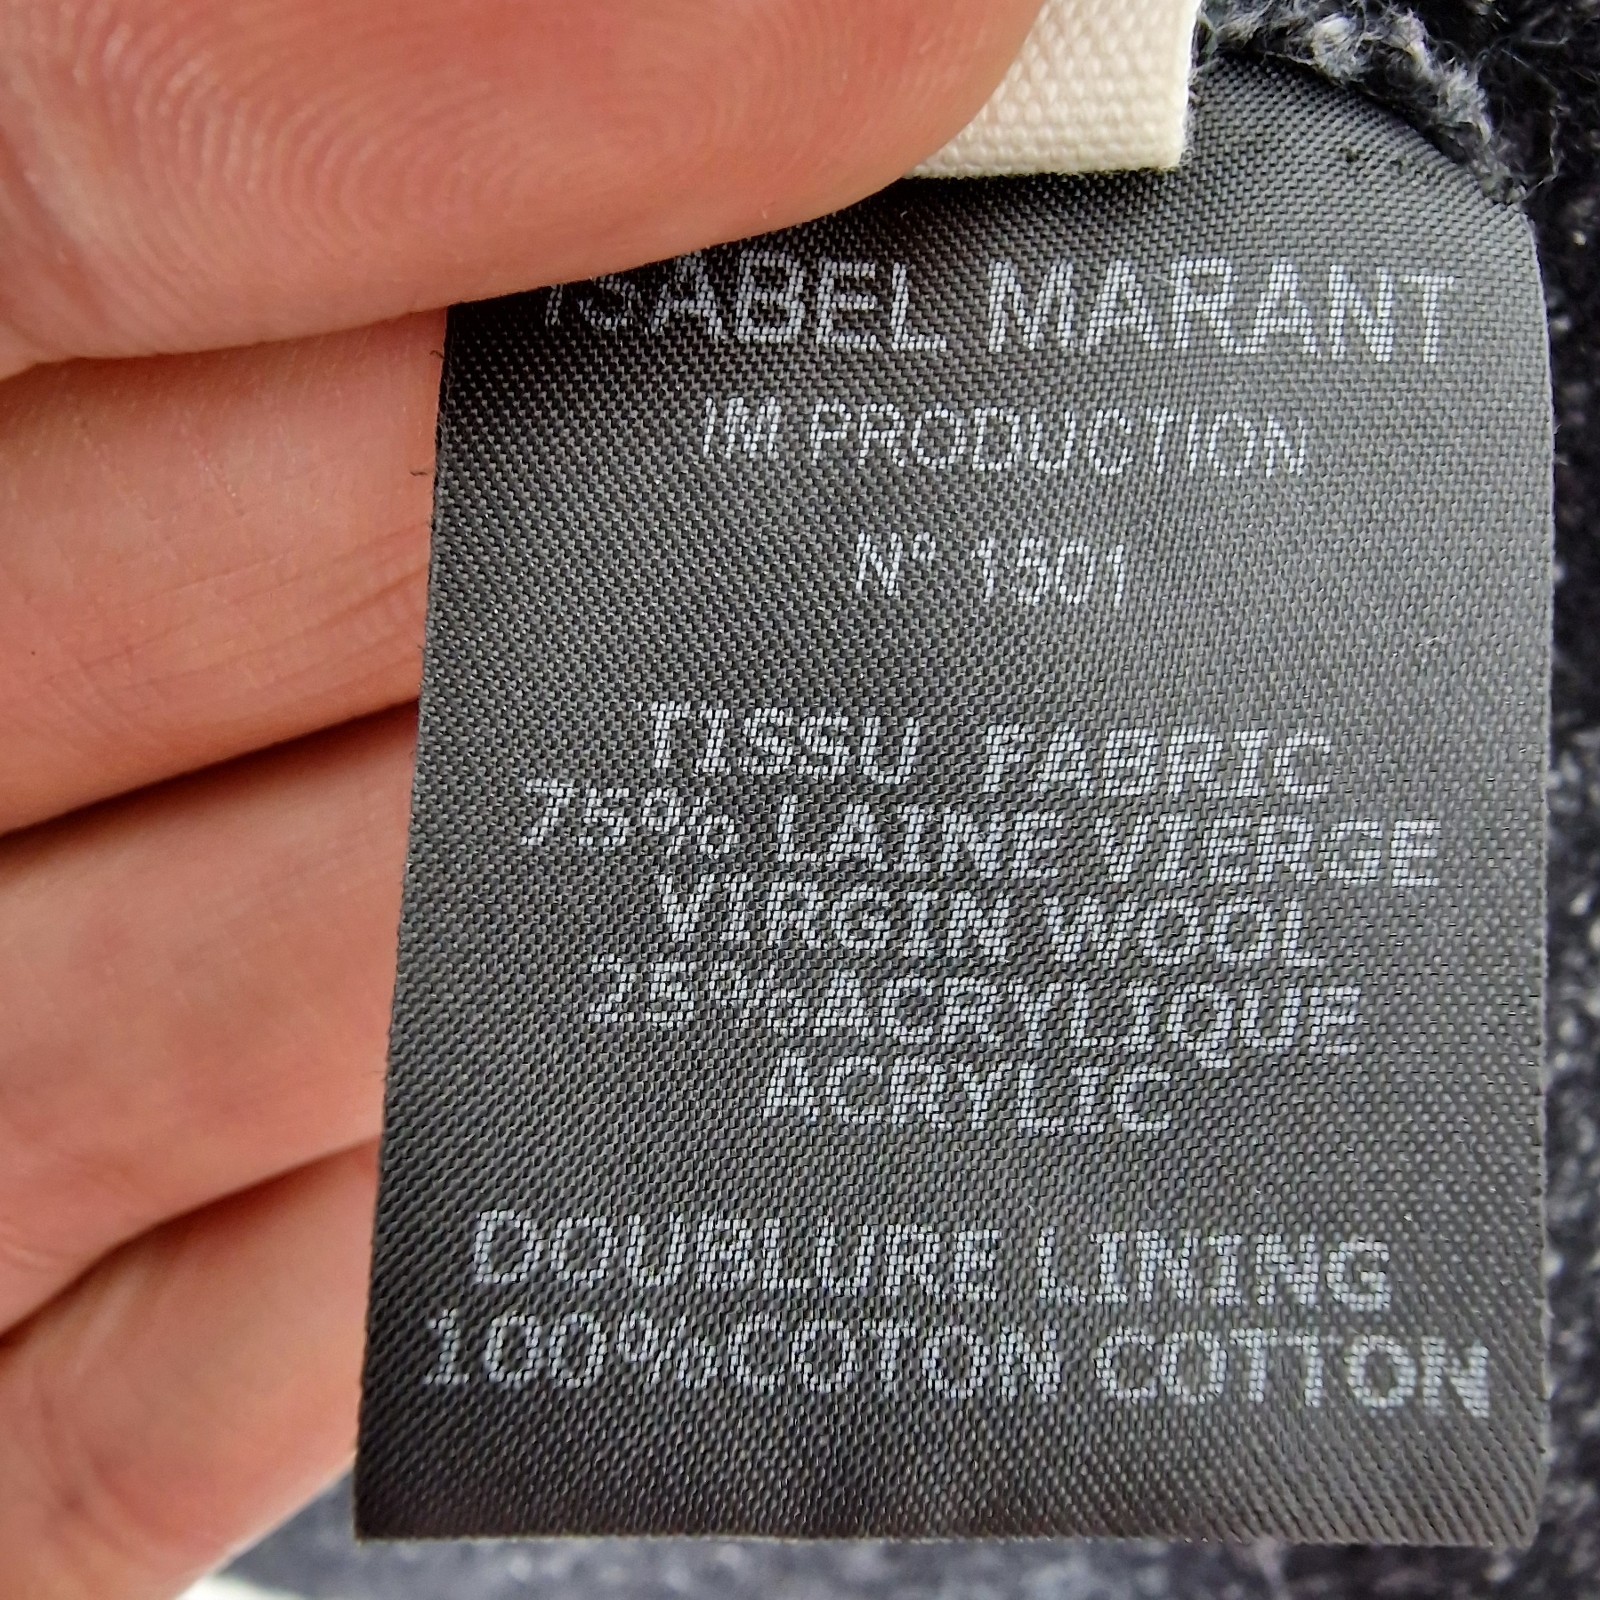 ISABEL MARANT
IM PRODUCTION
N° 1501
TISSU FABRIC
75% LAINE VIERGE
VIRGIN WOOL
25%ACRYLIQUE
ACRYLIC
DOUBLURE LINING
100%COTON COTTON